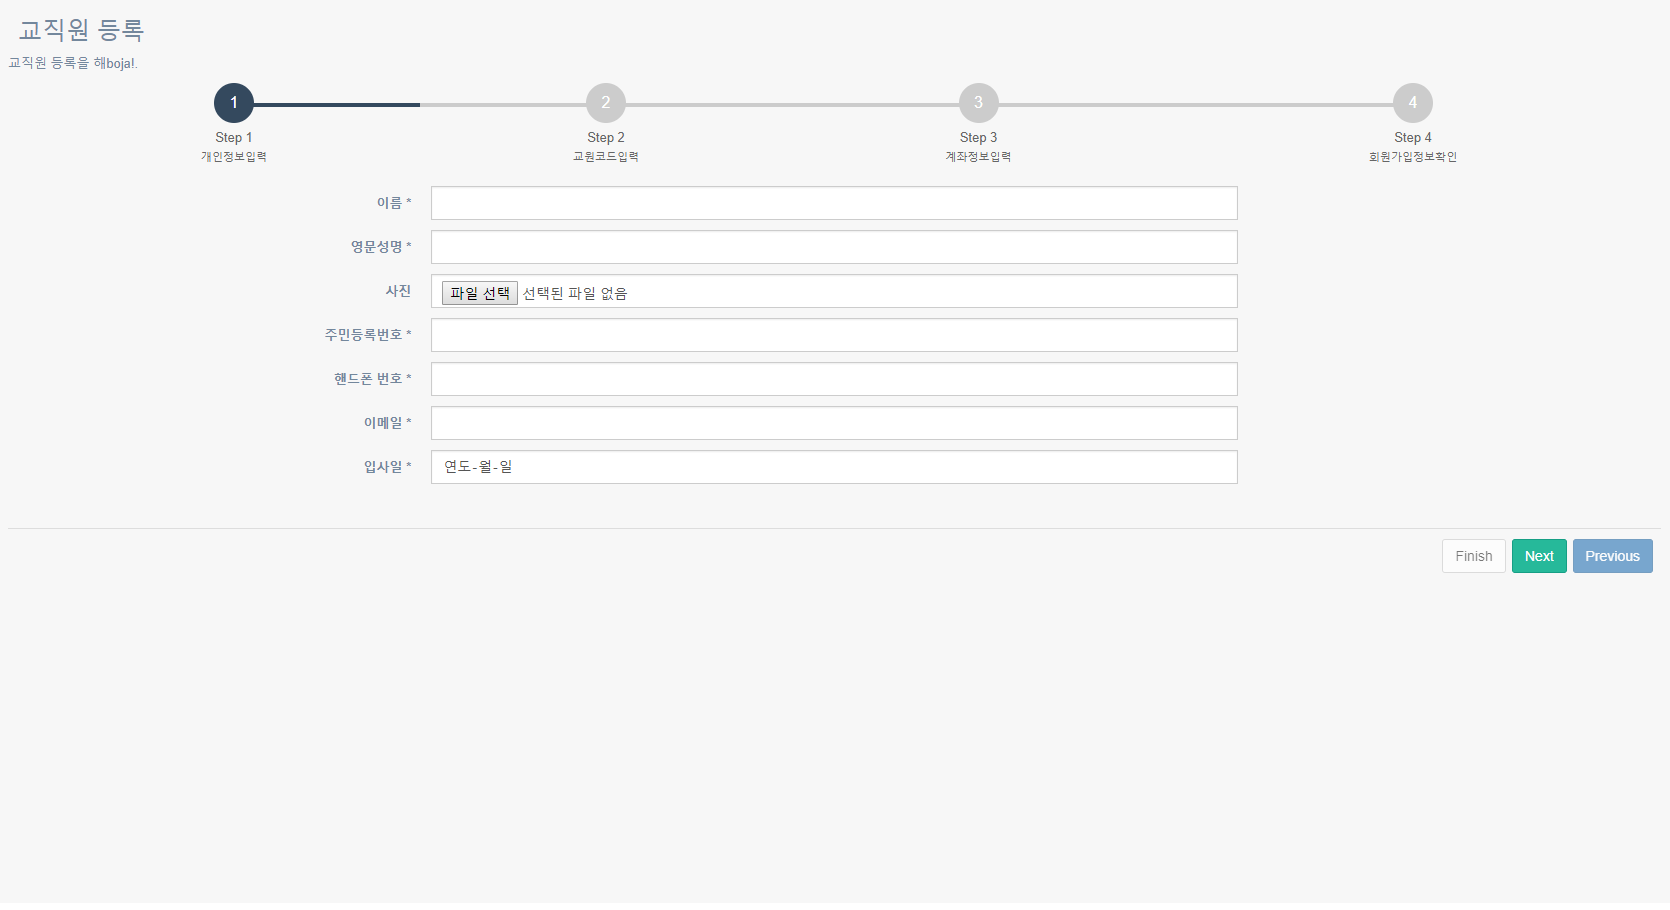 교직원 등록
교직원 등록을 해boja!.
1 2 3 4
Step 1 Step 2 Step 3 Step 4
개인정보입력 교원코드입력 계좌정보입력 회원가입정보확인
이름 *
영문성명 *
사진 파일 선택 선택된 파일 없음
주민등록번호 *
핸드폰 번호 *
이메일 *
입사일 * 연도-월-일
Finish Next Previous